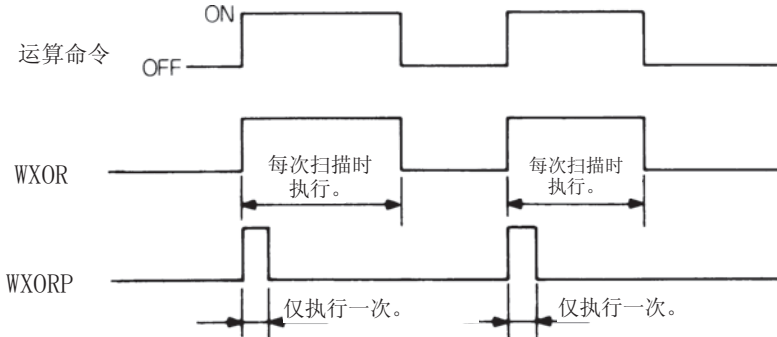 ON
运算命令
OFF
WXOR
每次扫描时
执行。
每次扫描时
执行。
WXORP
仅执行一次。
仅执行一次。